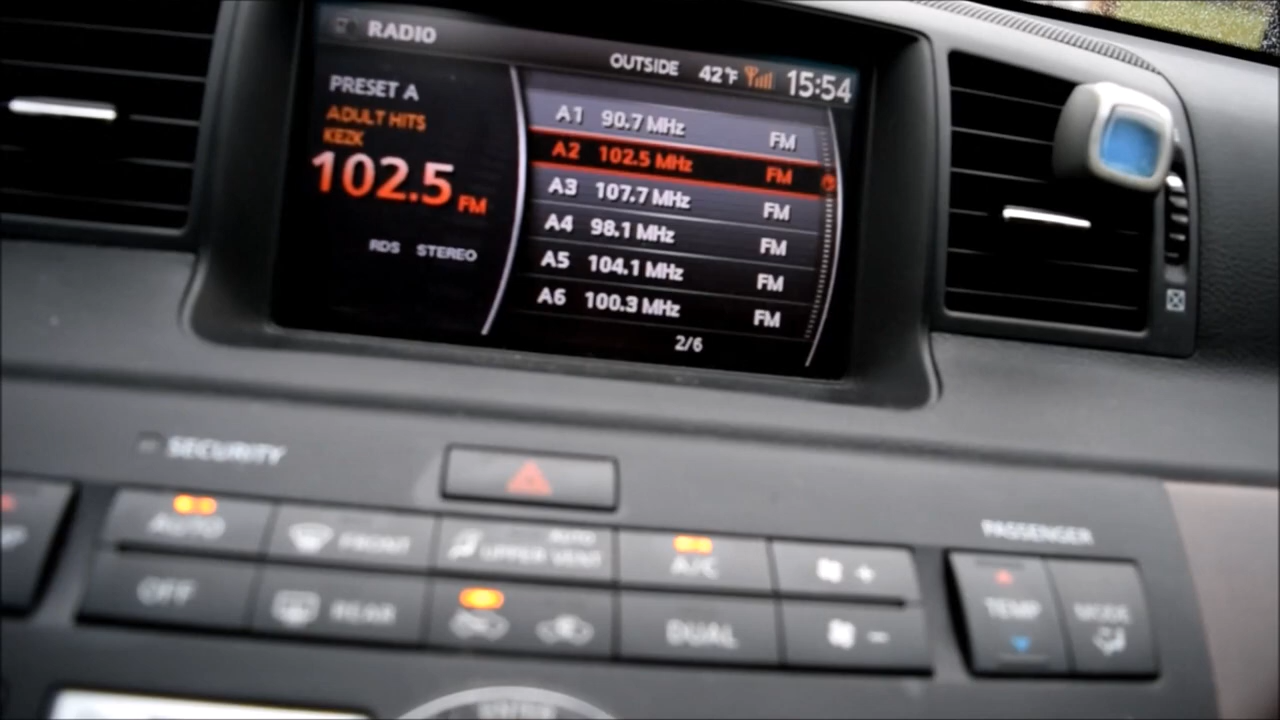 RADIO
OUTSIDE 42°F 15:54
PRESET A
ADULT HITS
KEZK
102.5 FM
RDS STEREO
A1 90.7 MHz FM
A2 102.5 MHz FM
A3 107.7 MHz FM
A4 98.1 MHz FM
A5 104.1 MHz FM
A6 100.3 MHz FM
2/6
SECURITY
PASSENGER
AUTO
FRONT
AUTO
UPPER VENT
A/C
+
TEMP
MODE
OFF
REAR
DUAL
-